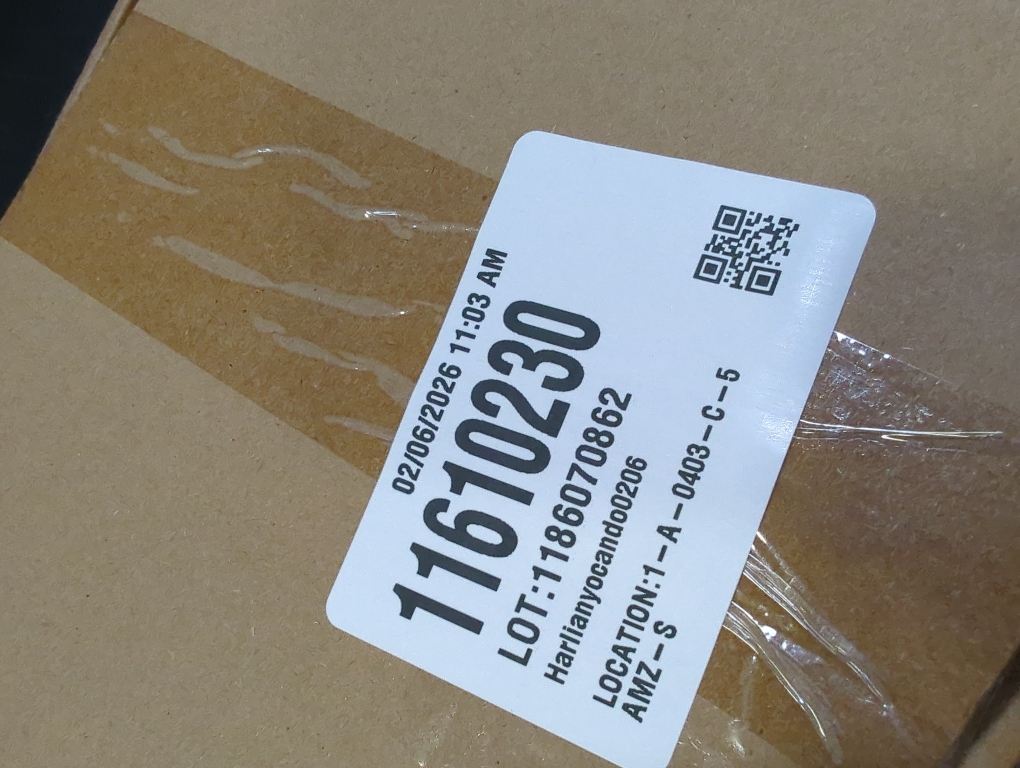 02/06/2026 11:03 AM
11610230
LOT:1186070862
Harlianyocando0206
LOCATION:1-A-0403-C-5
AMZ-S